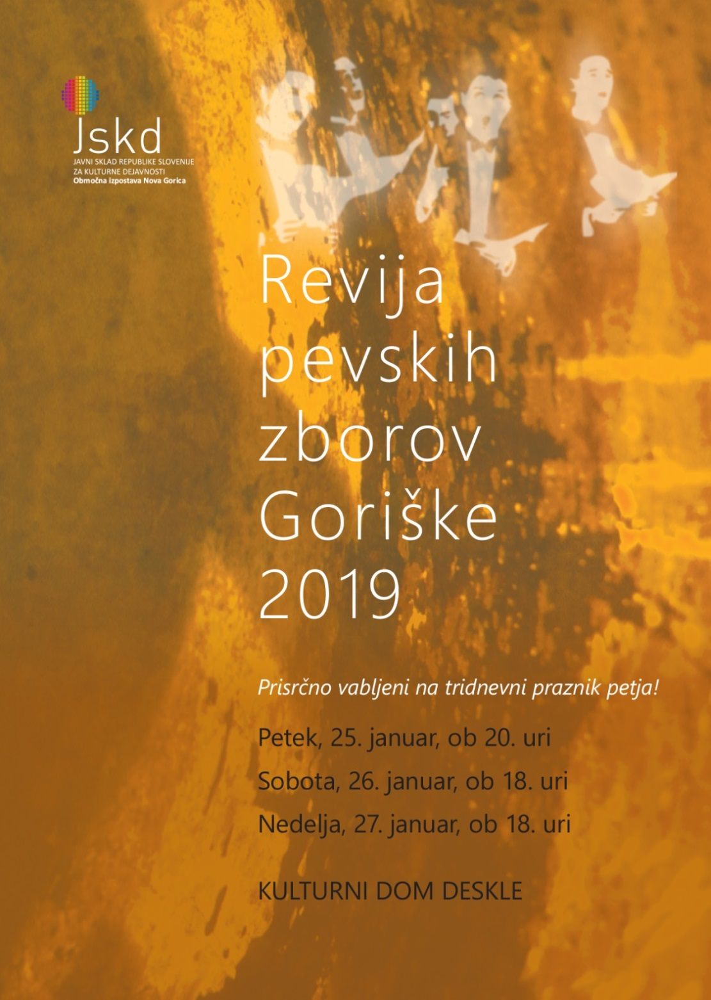 Jskd
JAVNI SKLAD REPUBLIKE SLOVENIJE
ZA KULTURNE DEJAVNOSTI
Območna izpostava Nova Gorica
Revija
pevskih
zborov
Goriške
2019
Prisrčno vabljeni na tridnevni praznik petja!
Petek, 25. januar, ob 20. uri
Sobota, 26. januar, ob 18. uri
Nedelja, 27. januar, ob 18. uri
KULTURNI DOM DESKLE